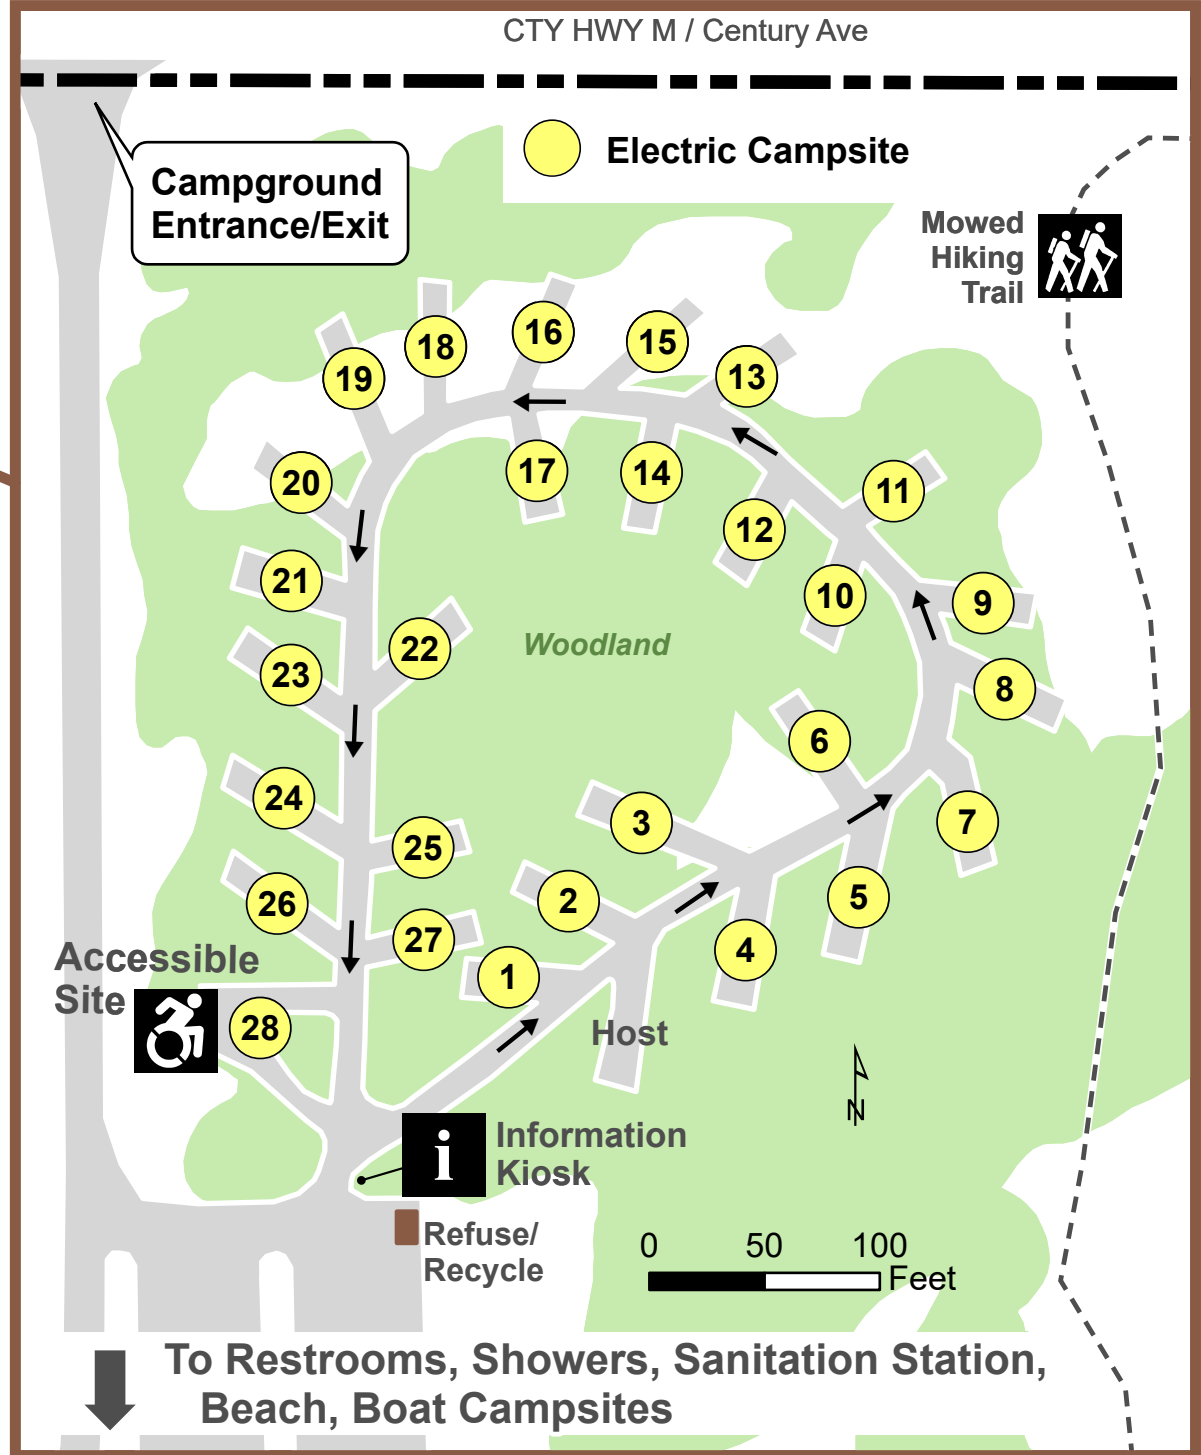 CTY HWY M / Century Ave
Electric Campsite
Campground
Entrance/Exit
Mowed
Hiking
Trail
16
15
18
13
19
17
14
20
11
12
21
10
9
22
Woodland
23
8
6
24
3
7
25
5
2
26
27
4
1
Accessible
Site
28
Host
N
i
Information
Kiosk
Refuse/
Recycle
0 50 100
Feet
To Restrooms, Showers, Sanitation Station,
Beach, Boat Campsites